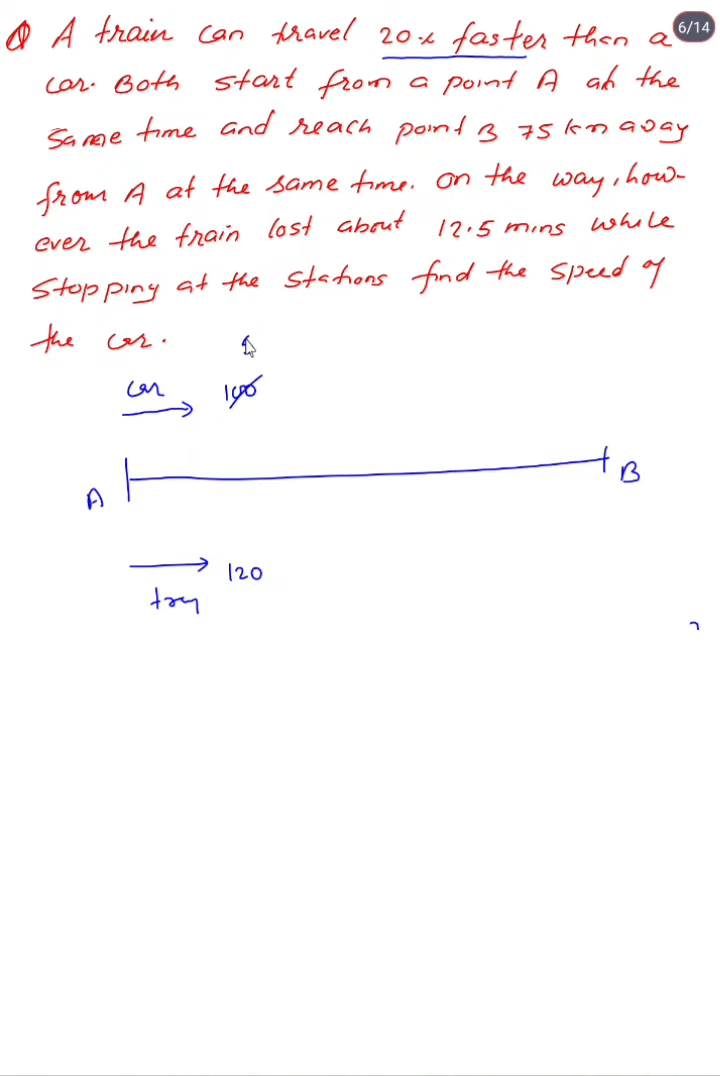 6/14
Q A train can travel 20% faster than a
car. Both start from a point A at the
same time and reach point B 75 km away
from A at the same time. on the way, how-
ever the train lost about 12.5 mins while
stopping at the stations find the speed of
the car.
car 100
A B
120